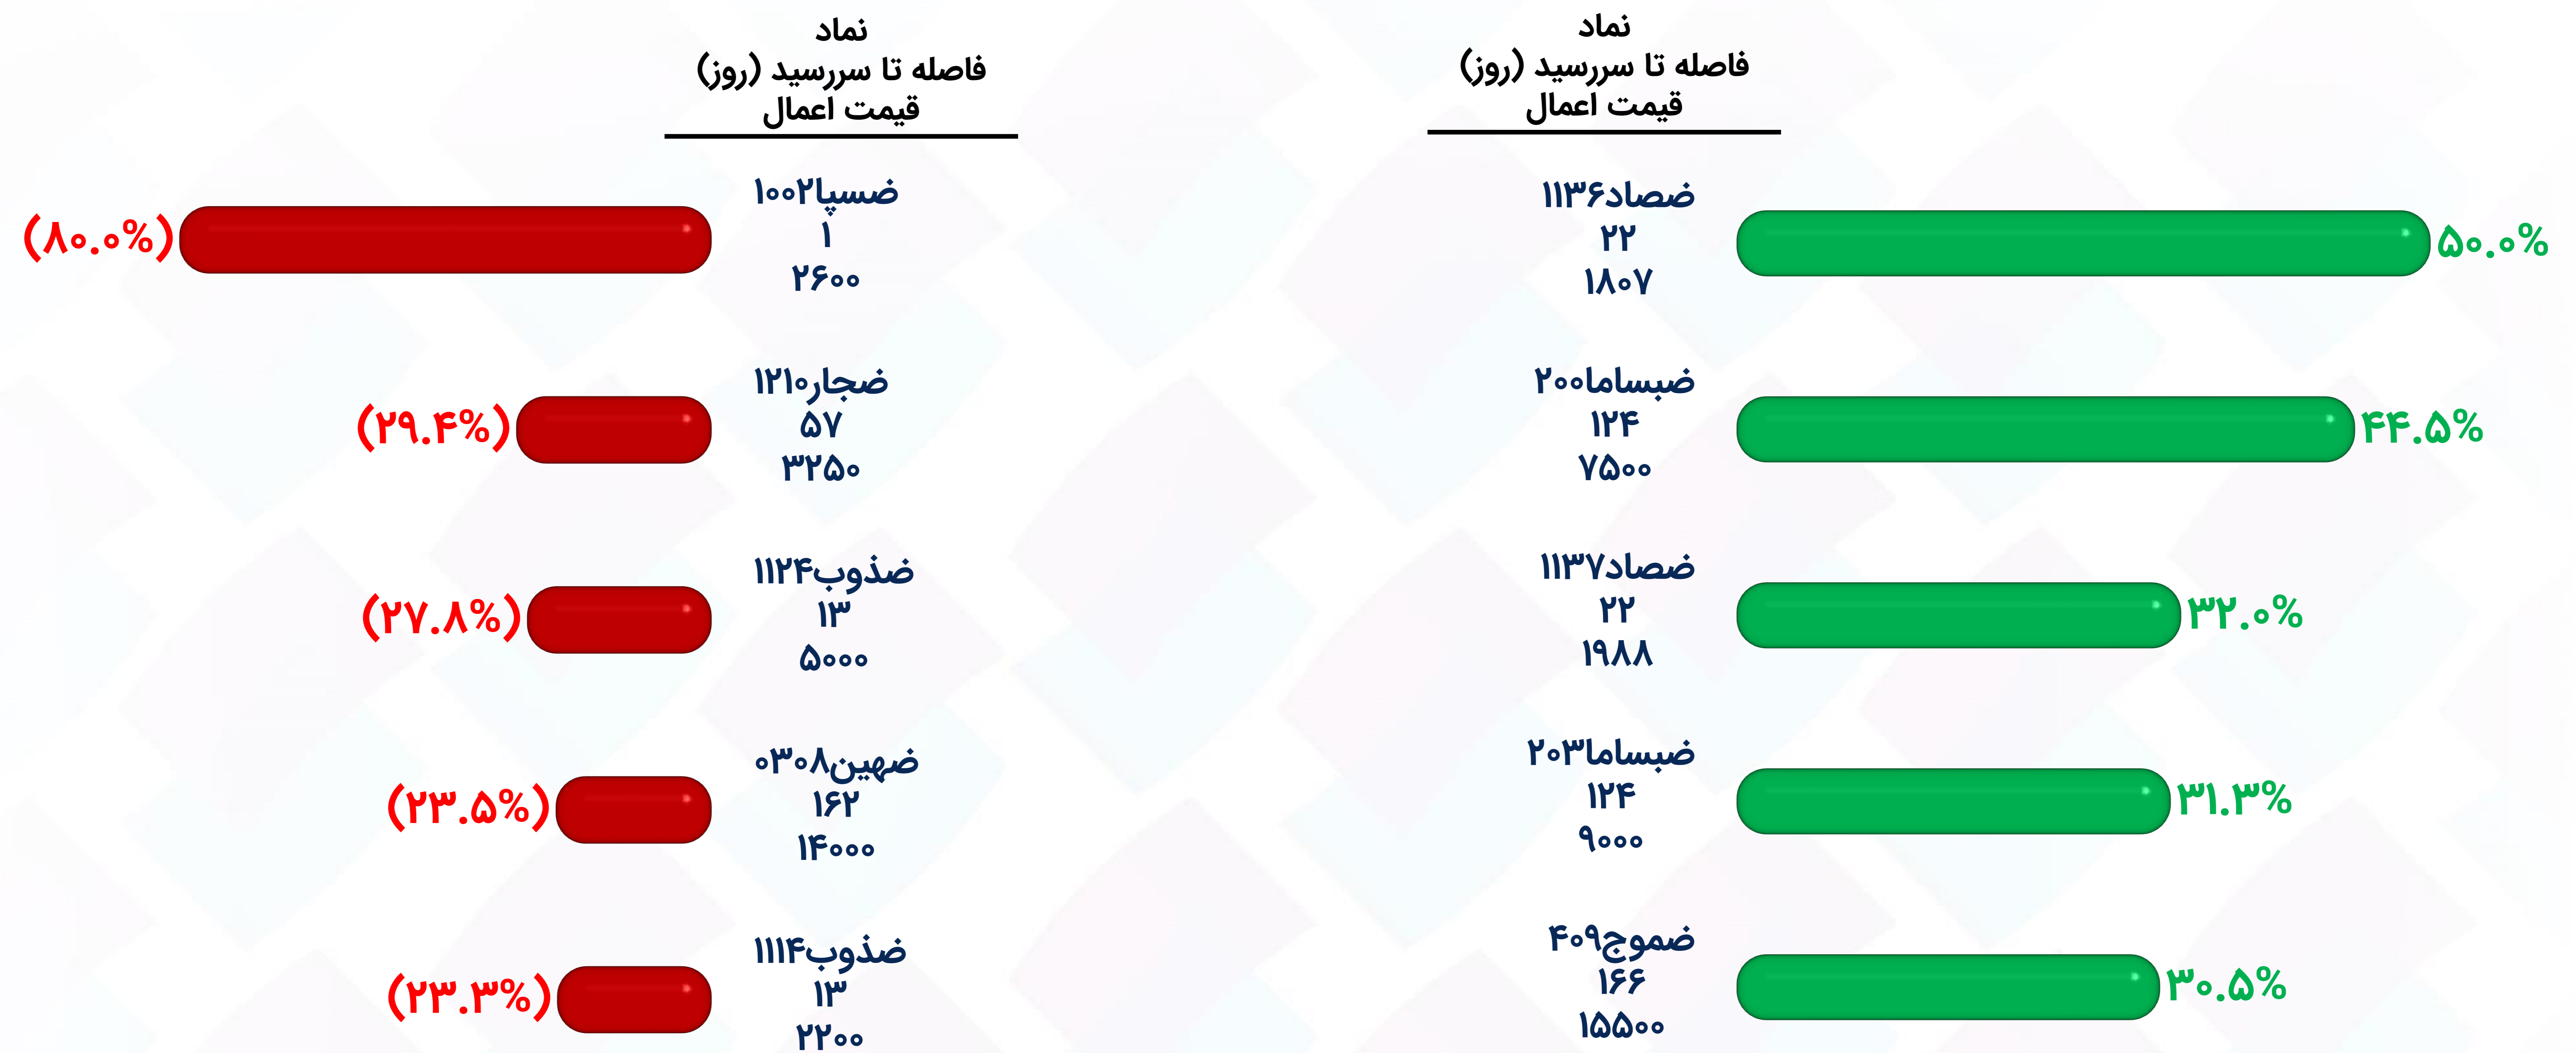 نماد
فاصله تا سررسید (روز)
قیمت اعمال
ضصاد۱۱۳۶
۲۲
۱۸۰۷
۵۰.۰%
ضبساما۲۰۰
۱۲۴
۷۵۰۰
۴۴.۵%
ضصاد۱۱۳۷
۲۲
۱۹۸۸
۳۲.۰%
ضبساما۲۰۳
۱۲۴
۹۰۰۰
۳۱.۳%
ضموج۴۰۹
۱۶۶
۱۵۵۰۰
۳۰.۵%
نماد
فاصله تا سررسید (روز)
قیمت اعمال
ضسپا۱۰۰۲
۱
۲۶۰۰
(۸۰.۰%)
ضجار۱۲۱۰
۵۷
۳۲۵۰
(۲۹.۴%)
ضذوب۱۱۲۴
۱۳
۵۰۰۰
(۲۷.۸%)
ضهین۰۳۰۸
۱۶۲
۱۴۰۰۰
(۲۳.۵%)
ضذوب۱۱۱۴
۱۳
۲۲۰۰
(۲۳.۳%)